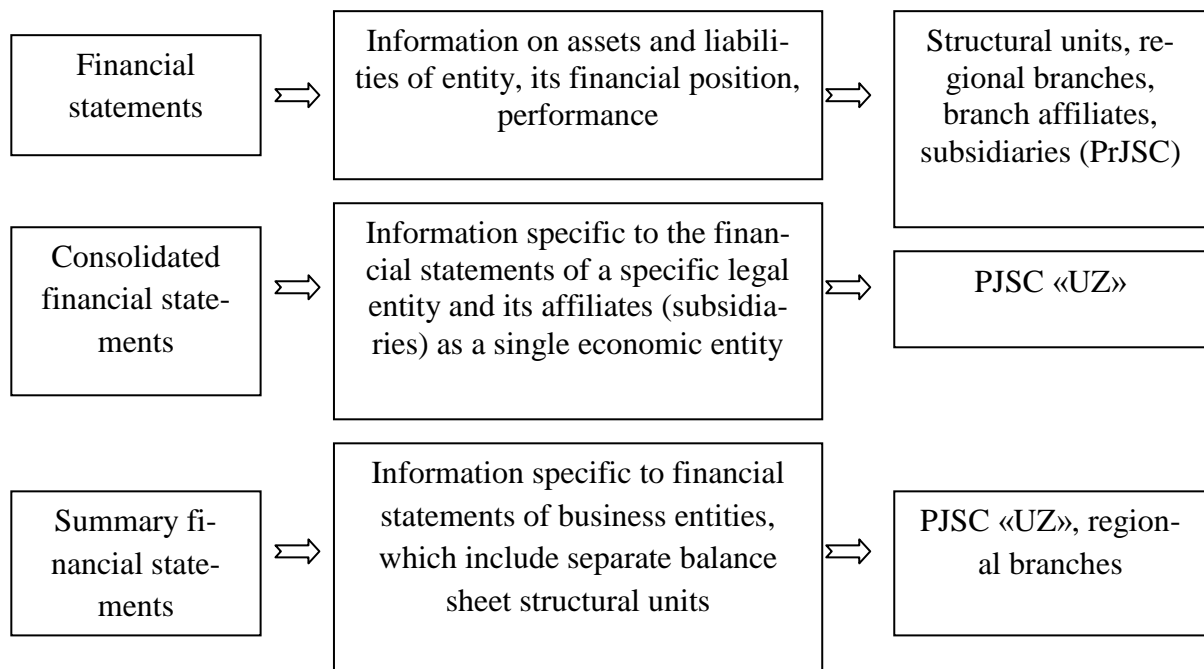 Financial
statements
Information on assets and liabili-
ties of entity, its financial position,
performance
Structural units, re-
gional branches,
branch affiliates,
subsidiaries (PrJSC)
Consolidated
financial state-
ments
Information specific to the finan-
cial statements of a specific legal
entity and its affiliates (subsidia-
ries) as a single economic entity
PJSC «UZ»
Summary fi-
nancial state-
ments
Information specific to financial
statements of business entities,
which include separate balance
sheet structural units
PJSC «UZ», region-
al branches